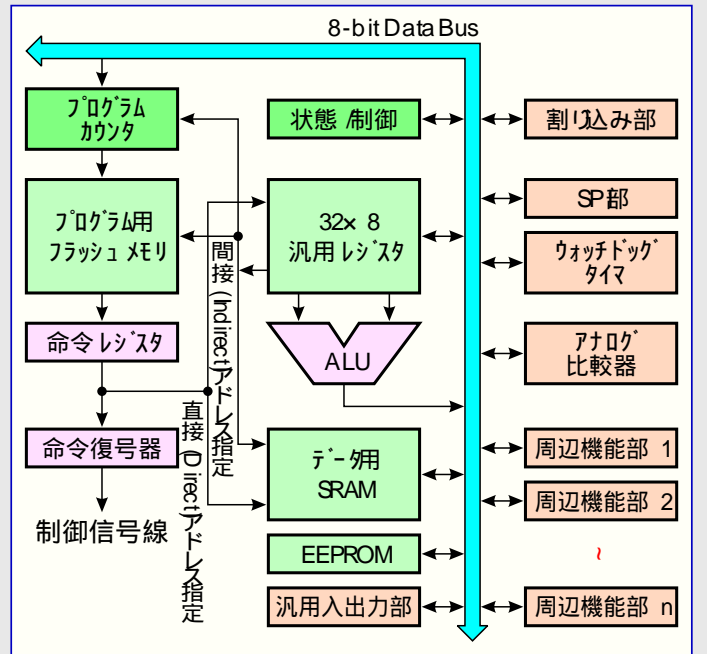 8-bit Data Bus
プログラム
カウンタ
状態/制御
割り込み部
プログラム用
フラッシュ メモリ
32×8
汎用レジスタ
SPI部
ウォッチドッグ
タイマ
間接(Indirect)アドレス指定
命令レジスタ
ALU
アナログ
比較器
直接(Direct)アドレス指定
命令復号器
データ用
SRAM
周辺機能部 1
周辺機能部 2
制御信号線
EEPROM
~
汎用入出力部
周辺機能部 n